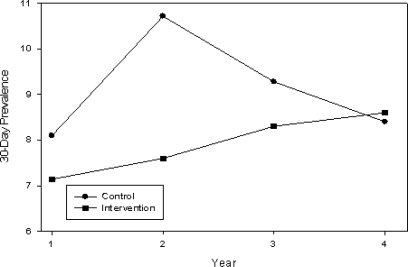 11
10
9
8
7
6
30-Day Prevalence
Control
Intervention
1 2 3 4
Year